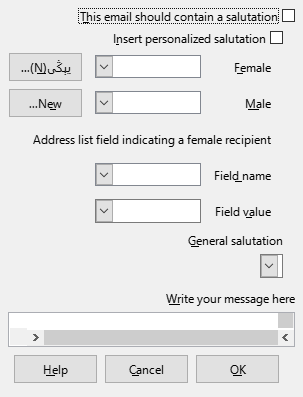 This email should contain a salutation
Insert personalized salutation
Female يېڭى(N)...
Male ...New
Address list field indicating a female recipient
Field name
Field value
General salutation
Write your message here
Help Cancel OK